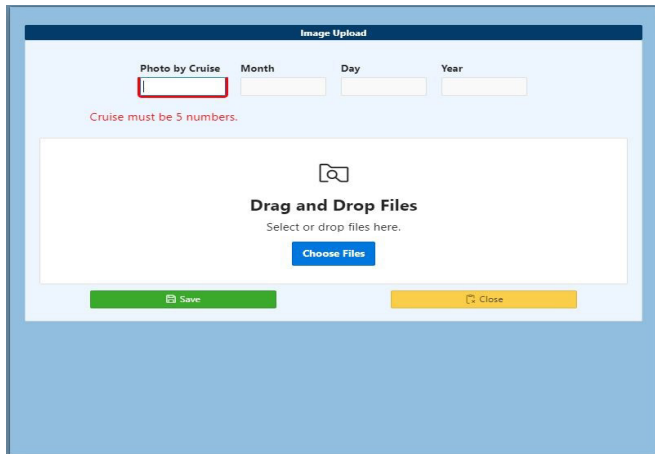 Image Upload
Photo by Cruise Month Day Year
Cruise must be 5 numbers.
Drag and Drop Files
Select or drop files here.
Choose Files
Save Close